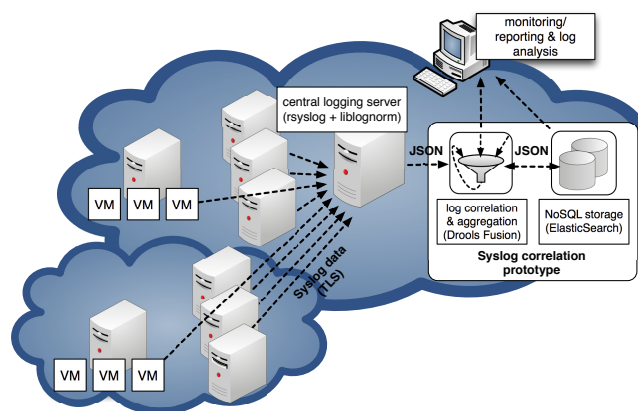 monitoring/
reporting & log
analysis
central logging server
(rsyslog + liblognorm)
JSON
JSON
VM
VM
VM
log correlation
& aggregation
(Drools Fusion)
NoSQL storage
(ElasticSearch)
Syslog correlation
prototype
Syslog data
(TLS)
VM
VM
VM